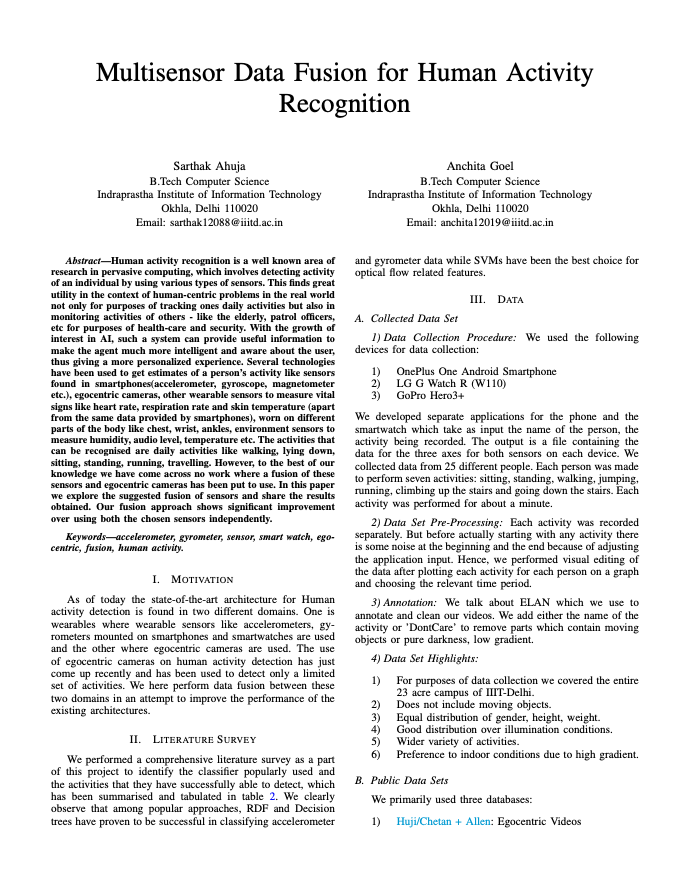 Multisensor Data Fusion for Human Activity
Recognition
Sarthak Ahuja
B.Tech Computer Science
Indraprastha Institute of Information Technology
Okhla, Delhi 110020
Email: sarthak12088@iiitd.ac.in
Anchita Goel
B.Tech Computer Science
Indraprastha Institute of Information Technology
Okhla, Delhi 110020
Email: anchita12019@iiitd.ac.in
Abstract—Human activity recognition is a well known area of
research in pervasive computing, which involves detecting activity
of an individual by using various types of sensors. This finds great
utility in the context of human-centric problems in the real world
not only for purposes of tracking ones daily activities but also in
monitoring activities of others - like the elderly, patrol officers,
etc for purposes of health-care and security. With the growth of
interest in AI, such a system can provide useful information to
make the agent much more intelligent and aware about the user,
thus giving a more personalized experience. Several technologies
have been used to get estimates of a person's activity like sensors
found in smartphones(accelerometer, gyroscope, magnetometer
etc.), egocentric cameras, other wearable sensors to measure vital
signs like heart rate, respiration rate and skin temperature (apart
from the same data provided by smartphones), worn on different
parts of the body like chest, wrist, ankles, environment sensors
to measure humidity, audio level, temperature etc. The activities that
can be recognised are daily activities like walking, lying down,
sitting, standing, running, travelling. However, to the best of our
knowledge we have come across no work where a fusion of these
sensors and egocentric cameras has been put to use. In this paper
we explore the suggested fusion of sensors and share the results
obtained. Our fusion approach shows significant improvement
over using both the chosen sensors independently.
Keywords—accelerometer, gyrometer, sensor, smart watch, ego-
centric, fusion, human activity.
I. MOTIVATION
As of today the state-of-the-art architecture for Human
activity detection is found in two different domains. One is
wearables where wearable sensors like accelerometers, gy-
rometers mounted on smartphones and smartwatches are used
and the other where egocentric cameras are used. The use
of egocentric cameras on human activity detection has just
come up recently and has been used to detect only a limited
set of activities. We here perform data fusion between these
two domains in an attempt to improve the performance of the
existing architectures.
II. LITERATURE SURVEY
We performed a comprehensive literature survey as a part
of this project to identify the classifier popularly used and
the activities that they have successfully able to detect, which
has been summarised and tabulated in table 2. We clearly
observe that among popular approaches, RDF and Decision
trees have proven to be successful in classifying accelerometer
and gyrometer data while SVMs have been the best choice for
optical flow related features.
III. DATA
A. Collected Data Set
1) Data Collection Procedure: We used the following
devices for data collection:
1) OnePlus One Android Smartphone
2) LG G Watch R (W110)
3) GoPro Hero3+
We developed separate applications for the phone and the
smartwatch which take as input the name of the person, the
activity being recorded. The output is a file containing the
data for the three axes for both sensors on each device. We
collected data from 25 different people. Each person was made
to perform seven activities: sitting, standing, walking, jumping,
running, climbing up the stairs and going down the stairs. Each
activity was performed for about a minute.
2) Data Set Pre-Processing: Each activity was recorded
separately. But before actually starting with any activity there
is some noise at the beginning and the end because of adjusting
the application input. Hence, we performed visual editing of
the data after plotting each activity for each person on a graph
and choosing the relevant time period.
3) Annotation: We talk about ELAN which we use to
annotate and clean our videos. We add either the name of the
activity or 'DontCare' to remove parts which contain moving
objects or pure darkness, low gradient.
4) Data Set Highlights:
1) For purposes of data collection we covered the entire
23 acre campus of IIIT-Delhi.
2) Does not include moving objects.
3) Equal distribution of gender, height, weight.
4) Good distribution over illumination conditions.
5) Wider variety of activities.
6) Preference to indoor conditions due to high gradient.
B. Public Data Sets
We primarily used three databases:
1) Huji/Chetan + Allen: Egocentric Videos